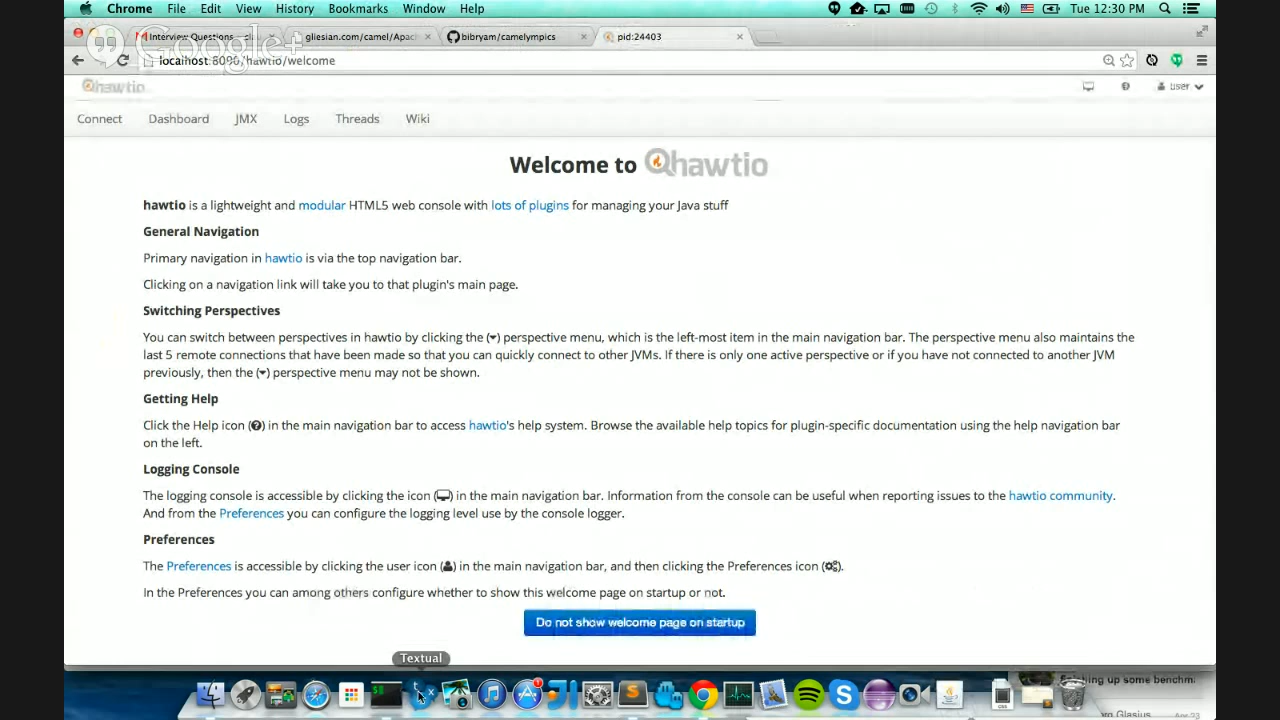 Chrome File Edit View History Bookmarks Window Help Tue 12:30 PM
Interview Questions gliesian.com/camel/Apac bibryam/camelympics pid:24403
Google+
localhost:8090/hawtio/welcome
hawtio user
Connect Dashboard JMX Logs Threads Wiki
Welcome to hawtio
hawtio is a lightweight and modular HTML5 web console with lots of plugins for managing your Java stuff
General Navigation
Primary navigation in hawtio is via the top navigation bar.
Clicking on a navigation link will take you to that plugin's main page.
Switching Perspectives
You can switch between perspectives in hawtio by clicking the () perspective menu, which is the left-most item in the main navigation bar. The perspective menu also maintains the
last 5 remote connections that have been made so that you can quickly connect to other JVMs. If there is only one active perspective or if you have not connected to another JVM
previously, then the () perspective menu may not be shown.
Getting Help
Click the Help icon (?) in the main navigation bar to access hawtio's help system. Browse the available help topics for plugin-specific documentation using the help navigation bar
on the left.
Logging Console
The logging console is accessible by clicking the icon () in the main navigation bar. Information from the console can be useful when reporting issues to the hawtio community.
And from the Preferences you can configure the logging level use by the console logger.
Preferences
The Preferences is accessible by clicking the user icon () in the main navigation bar, and then clicking the Preferences icon ().
In the Preferences you can among others configure whether to show this welcome page on startup or not.
Do not show welcome page on startup
Textual
ing up some benchm
rg Glasius Apr 23